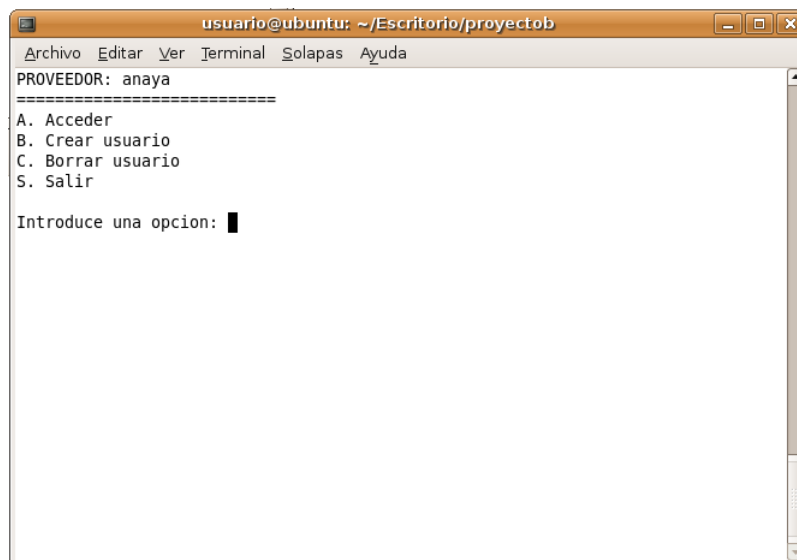 usuario@ubuntu: ~/Escritorio/proyectob
Archivo Editar Ver Terminal Solapas Ayuda
PROVEEDOR: anaya
===========================
A. Acceder
B. Crear usuario
C. Borrar usuario
S. Salir
Introduce una opcion: